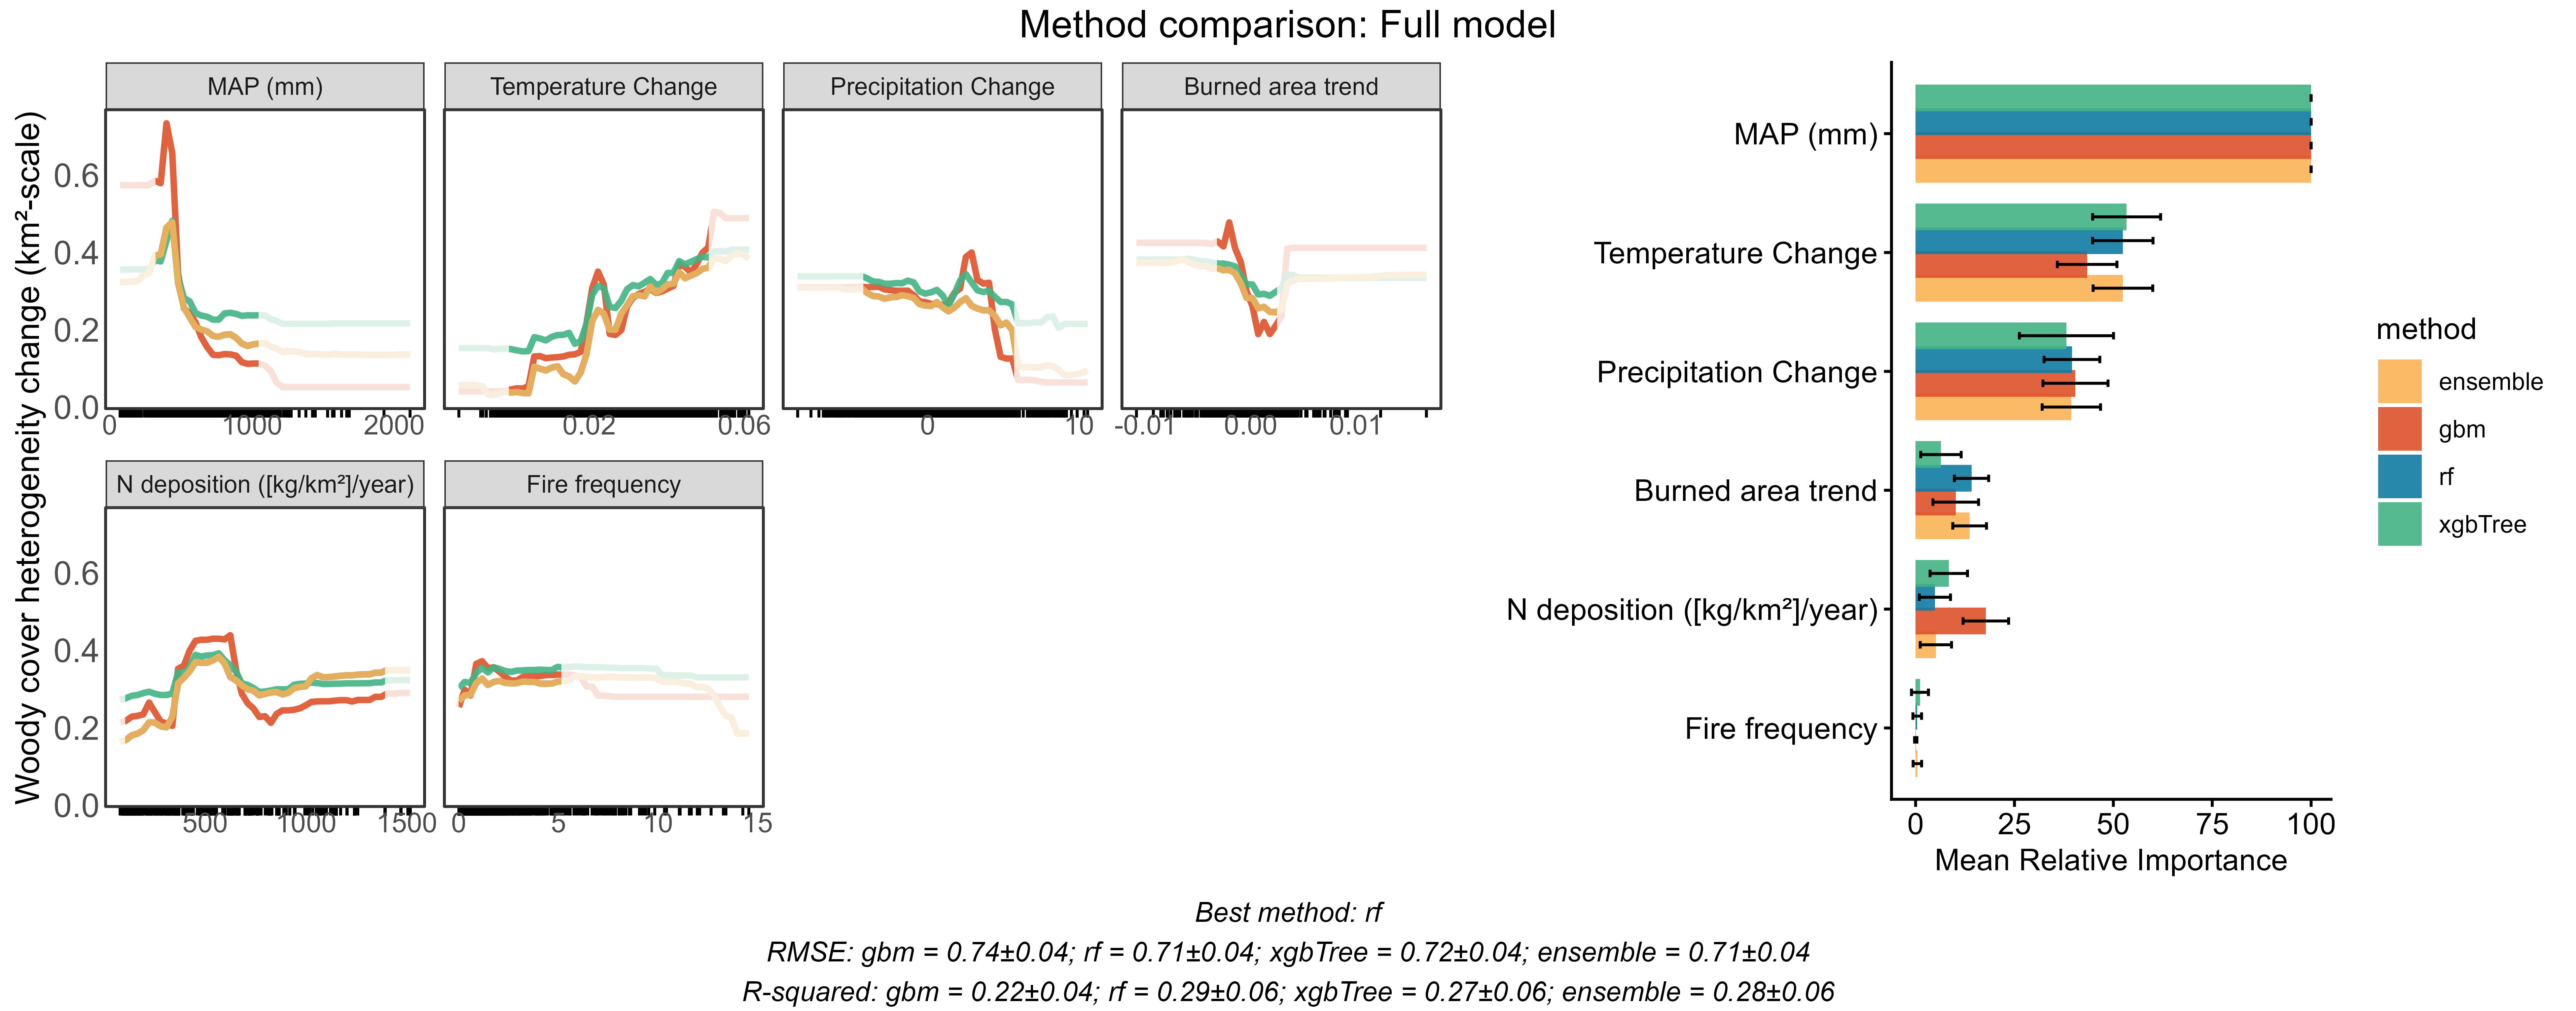 Method comparison: Full model
Woody cover heterogeneity change (km²-scale)
MAP (mm)
Temperature Change
Precipitation Change
Burned area trend
0.6
0.4
0.2
0.0
0 1000 2000
0.02 0.06
0 10
-0.01 0.00 0.01
N deposition ([kg/km²]/year)
Fire frequency
0.6
0.4
0.2
0.0
500 1000 1500
0 5 10 15
MAP (mm)
Temperature Change
Precipitation Change
Burned area trend
N deposition ([kg/km²]/year)
Fire frequency
0 25 50 75 100
Mean Relative Importance
method
ensemble
gbm
rf
xgbTree
Best method: rf
RMSE: gbm = 0.74±0.04; rf = 0.71±0.04; xgbTree = 0.72±0.04; ensemble = 0.71±0.04
R-squared: gbm = 0.22±0.04; rf = 0.29±0.06; xgbTree = 0.27±0.06; ensemble = 0.28±0.06